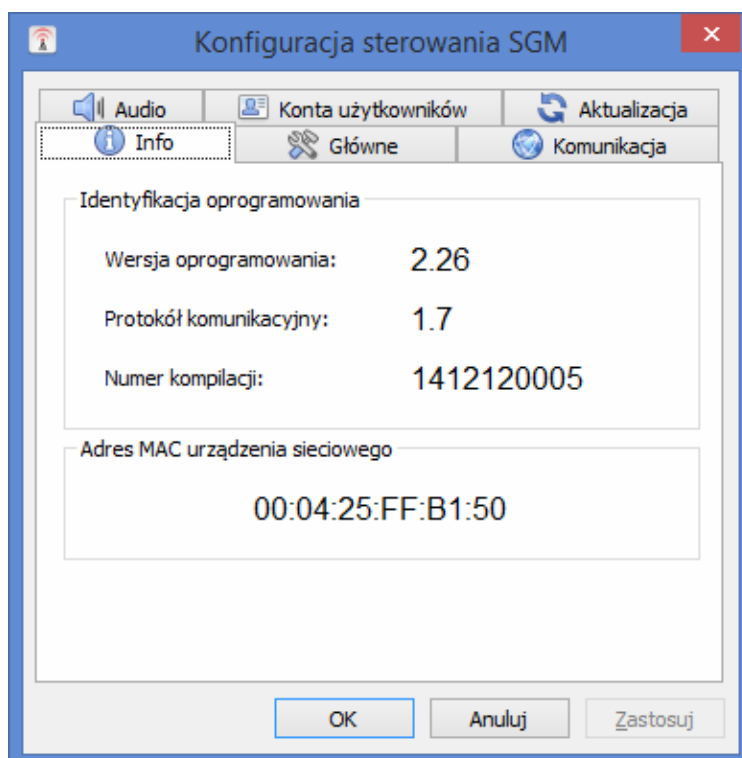 Konfiguracja sterowania SGM
Audio
Konta użytkowników
Aktualizacja
Info
Główne
Komunikacja
Identyfikacja oprogramowania
Wersja oprogramowania: 2.26
Protokół komunikacyjny: 1.7
Numer kompilacji: 1412120005
Adres MAC urządzenia sieciowego
00:04:25:FF:B1:50
OK
Anuluj
Zastosuj